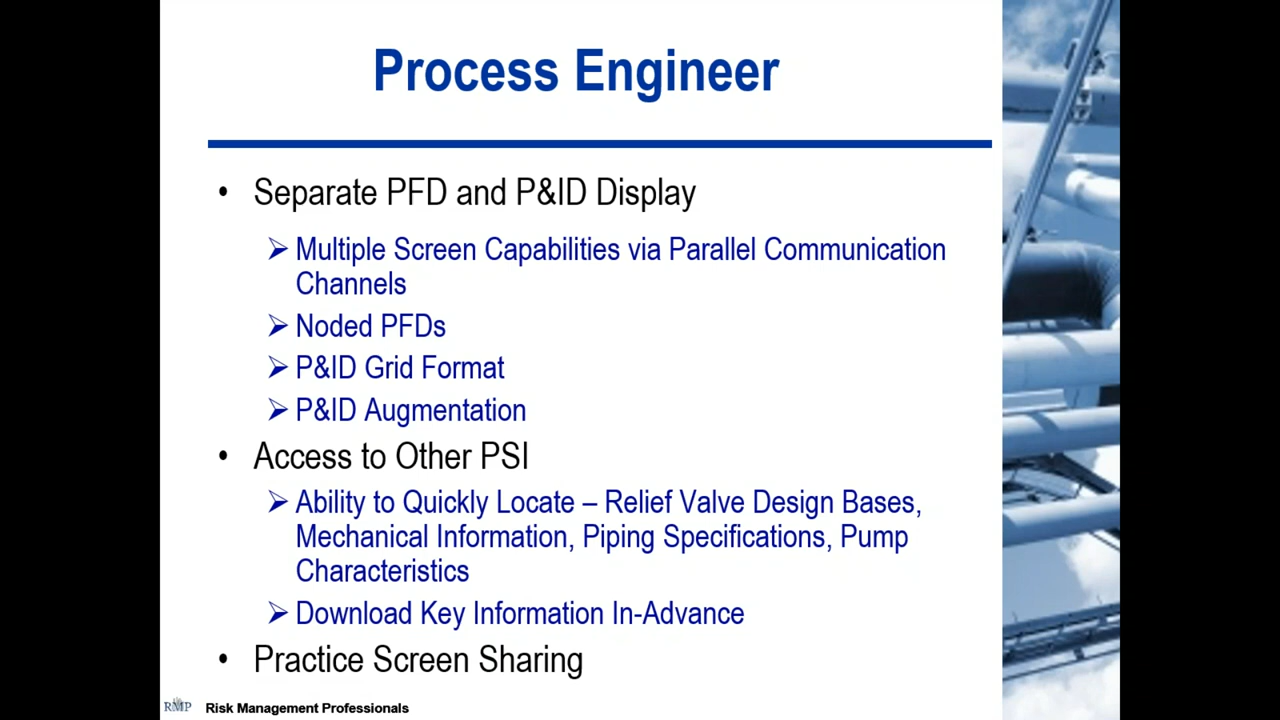 Process Engineer
• Separate PFD and P&ID Display
➢ Multiple Screen Capabilities via Parallel Communication
Channels
➢ Noded PFDs
➢ P&ID Grid Format
➢ P&ID Augmentation
• Access to Other PSI
➢ Ability to Quickly Locate – Relief Valve Design Bases,
Mechanical Information, Piping Specifications, Pump
Characteristics
➢ Download Key Information In-Advance
• Practice Screen Sharing
RMP Risk Management Professionals